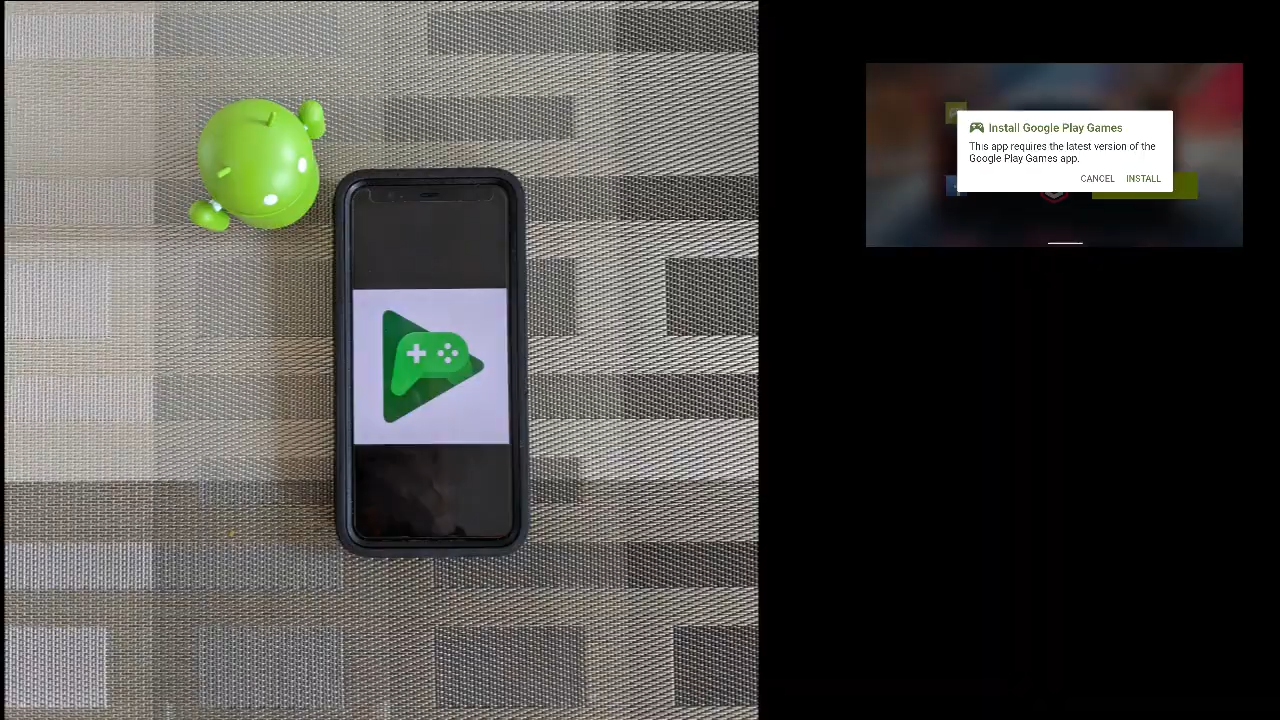 Install Google Play Games
This app requires the latest version of the
Google Play Games app.
CANCEL INSTALL